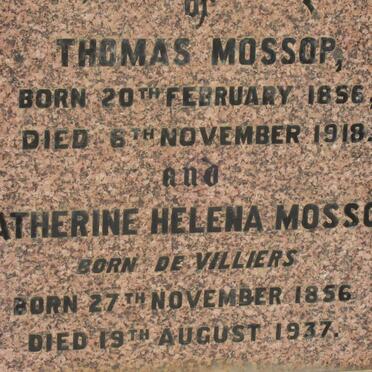 of
THOMAS MOSSOP,
BORN 20TH FEBRUARY 1856,
DIED 6TH NOVEMBER 1918.
and
ATHERINE HELENA MOSSO
BORN DE VILLIERS
BORN 27TH NOVEMBER 1856
DIED 19TH AUGUST 1937.